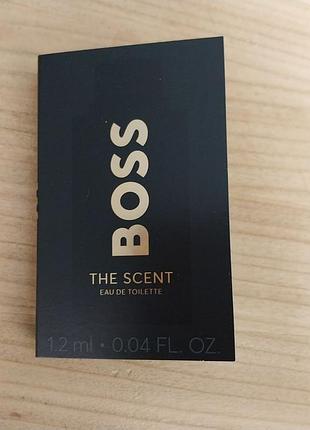 BOSS
THE SCENT
EAU DE TOILETTE
1.2 ml • 0.04 FL. OZ.